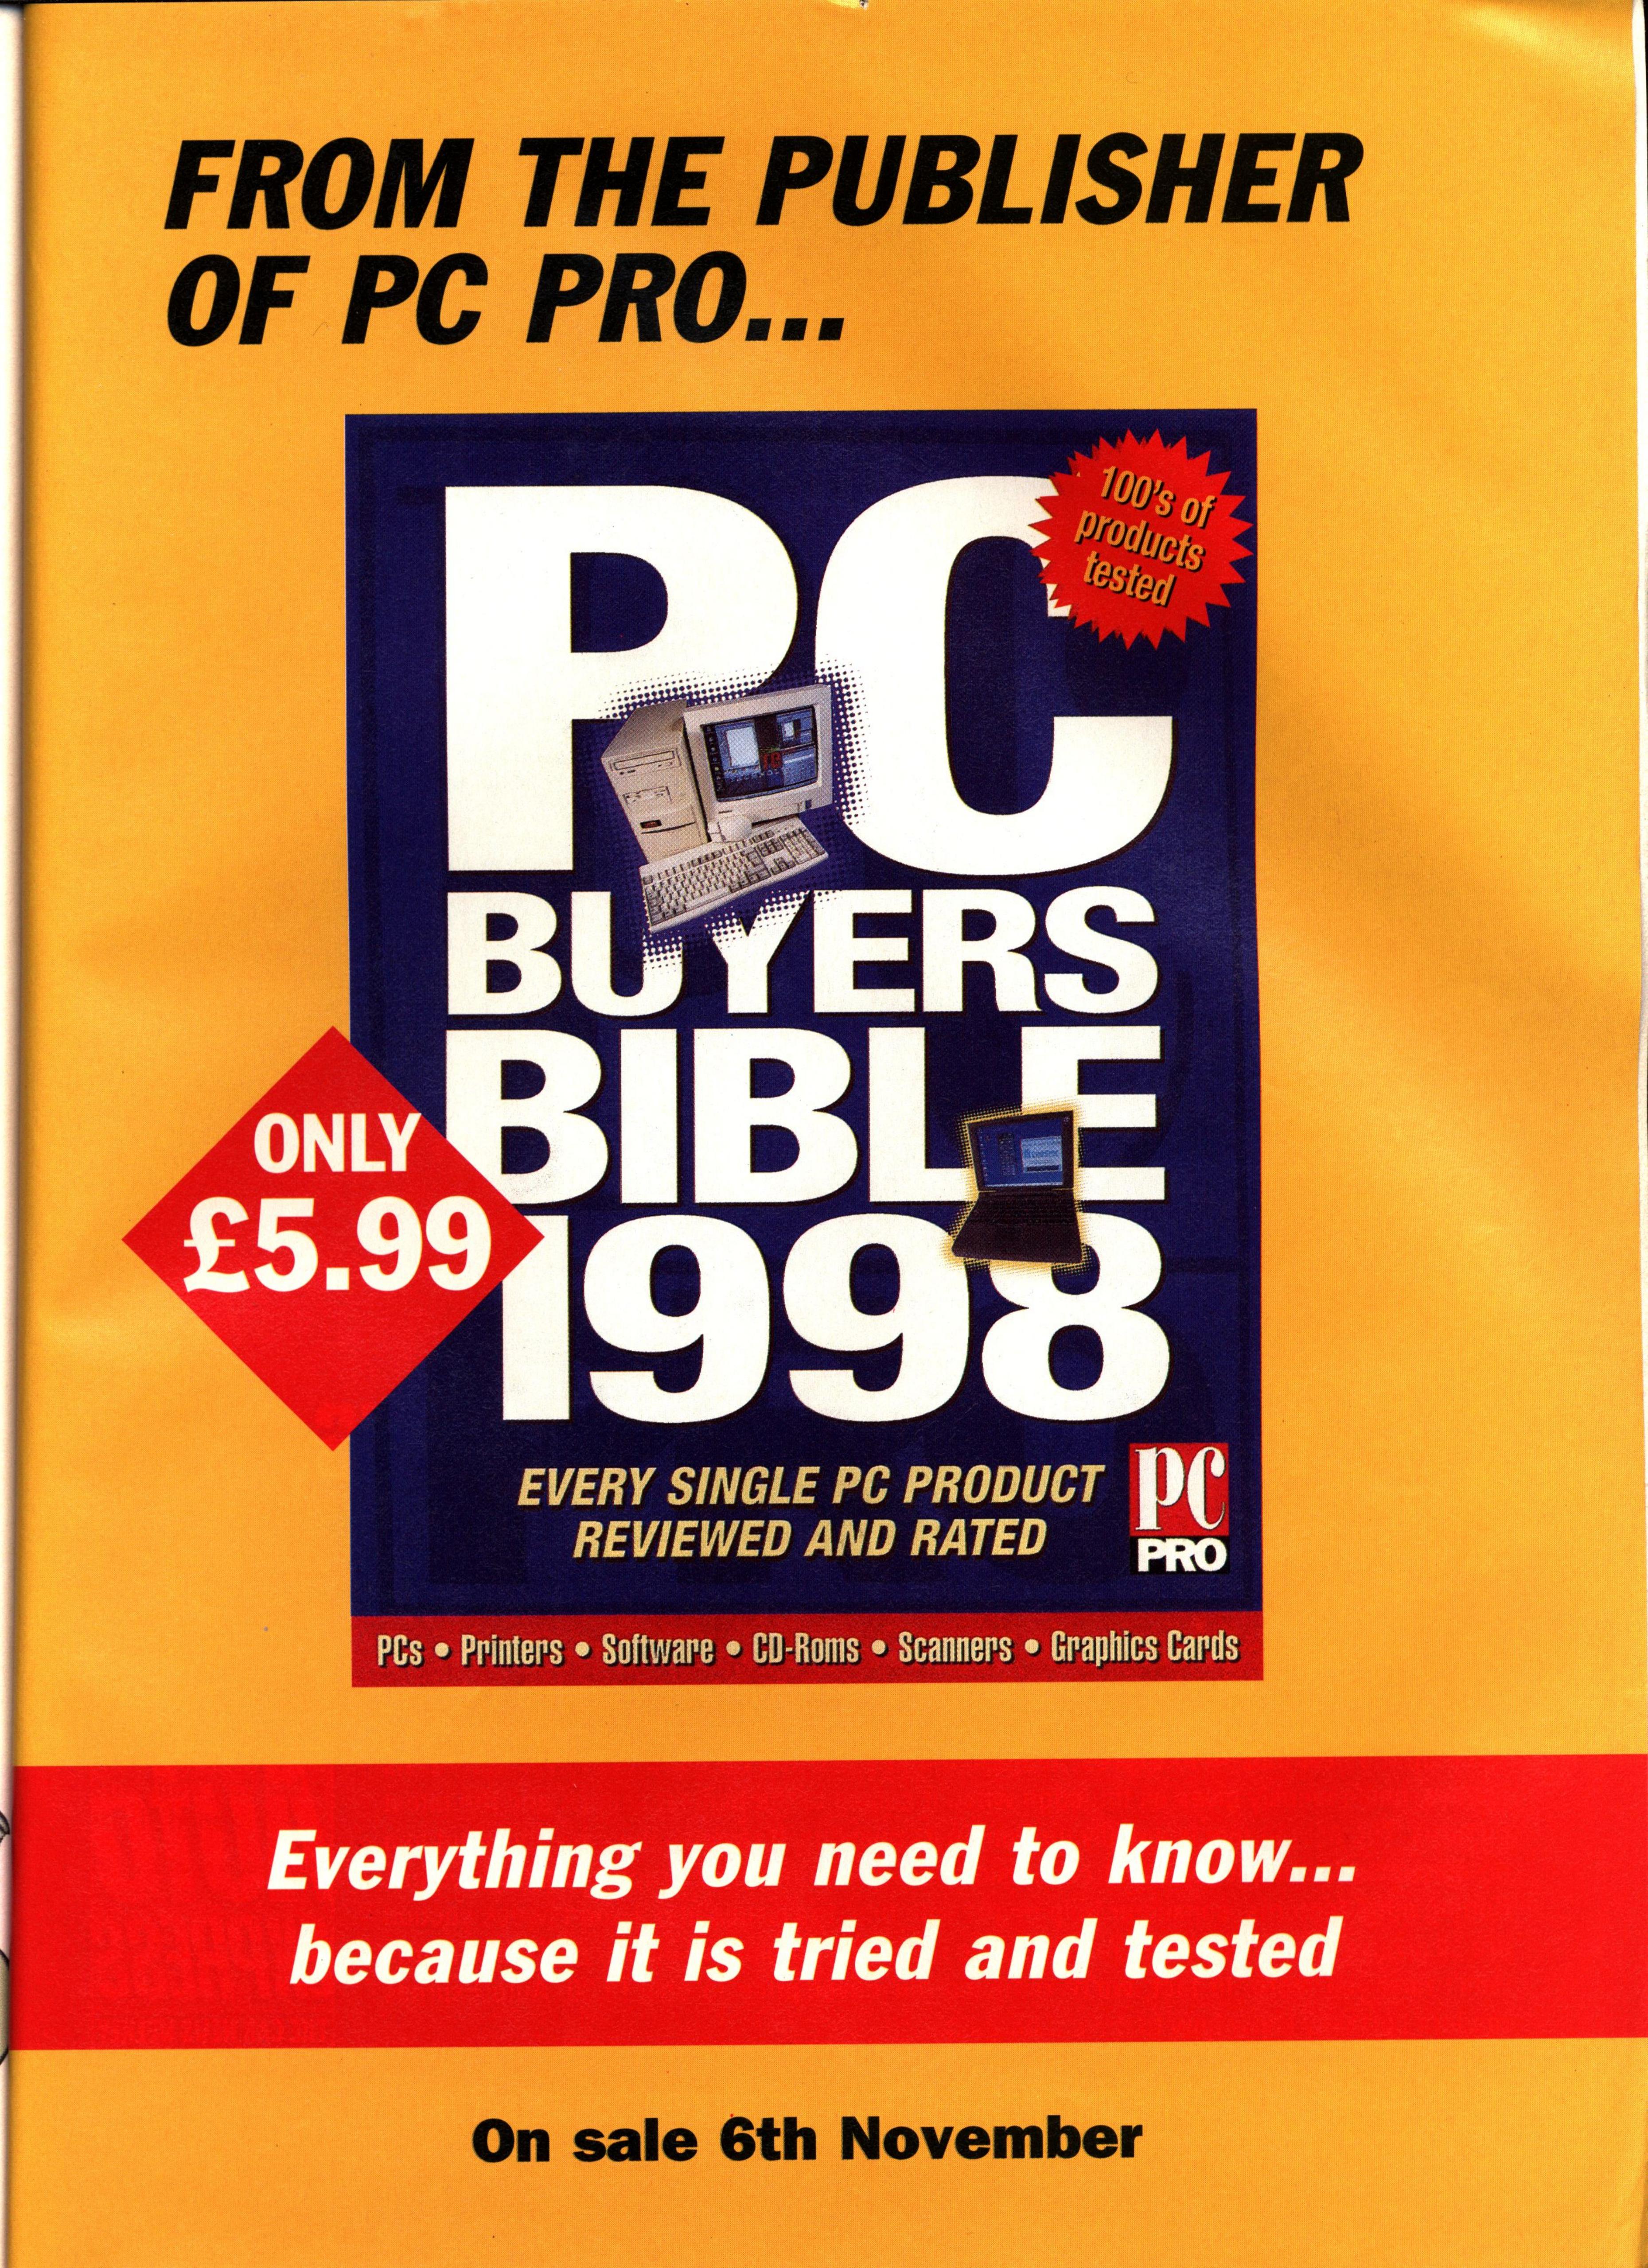 FROM THE PUBLISHER
OF PC PRO...
100's of
products
tested
PC
BUYERS
BIBLE
1998
ONLY
£5.99
EVERY SINGLE PC PRODUCT
REVIEWED AND RATED
PC
PRO
PCs • Printers • Software • CD-Roms • Scanners • Graphics Cards
Everything you need to know...
because it is tried and tested
On sale 6th November